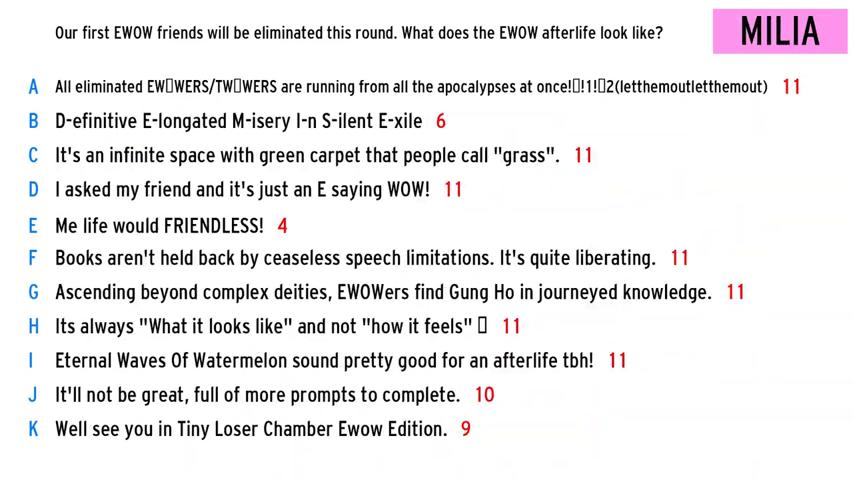 Our first EWOW friends will be eliminated this round. What does the EWOW afterlife look like?
MILIA
A All eliminated EW▯WERS/TW▯WERS are running from all the apocalypses at once!▯!1!▯2(letthemoutletthemout) 11
B D-efinitive E-longated M-isery I-n S-ilent E-xile 6
C It's an infinite space with green carpet that people call "grass". 11
D I asked my friend and it's just an E saying WOW! 11
E Me life would FRIENDLESS! 4
F Books aren't held back by ceaseless speech limitations. It's quite liberating. 11
G Ascending beyond complex deities, EWOWers find Gung Ho in journeyed knowledge. 11
H Its always "What it looks like" and not "how it feels" ▯ 11
I Eternal Waves Of Watermelon sound pretty good for an afterlife tbh! 11
J It'll not be great, full of more prompts to complete. 10
K Well see you in Tiny Loser Chamber Ewow Edition. 9